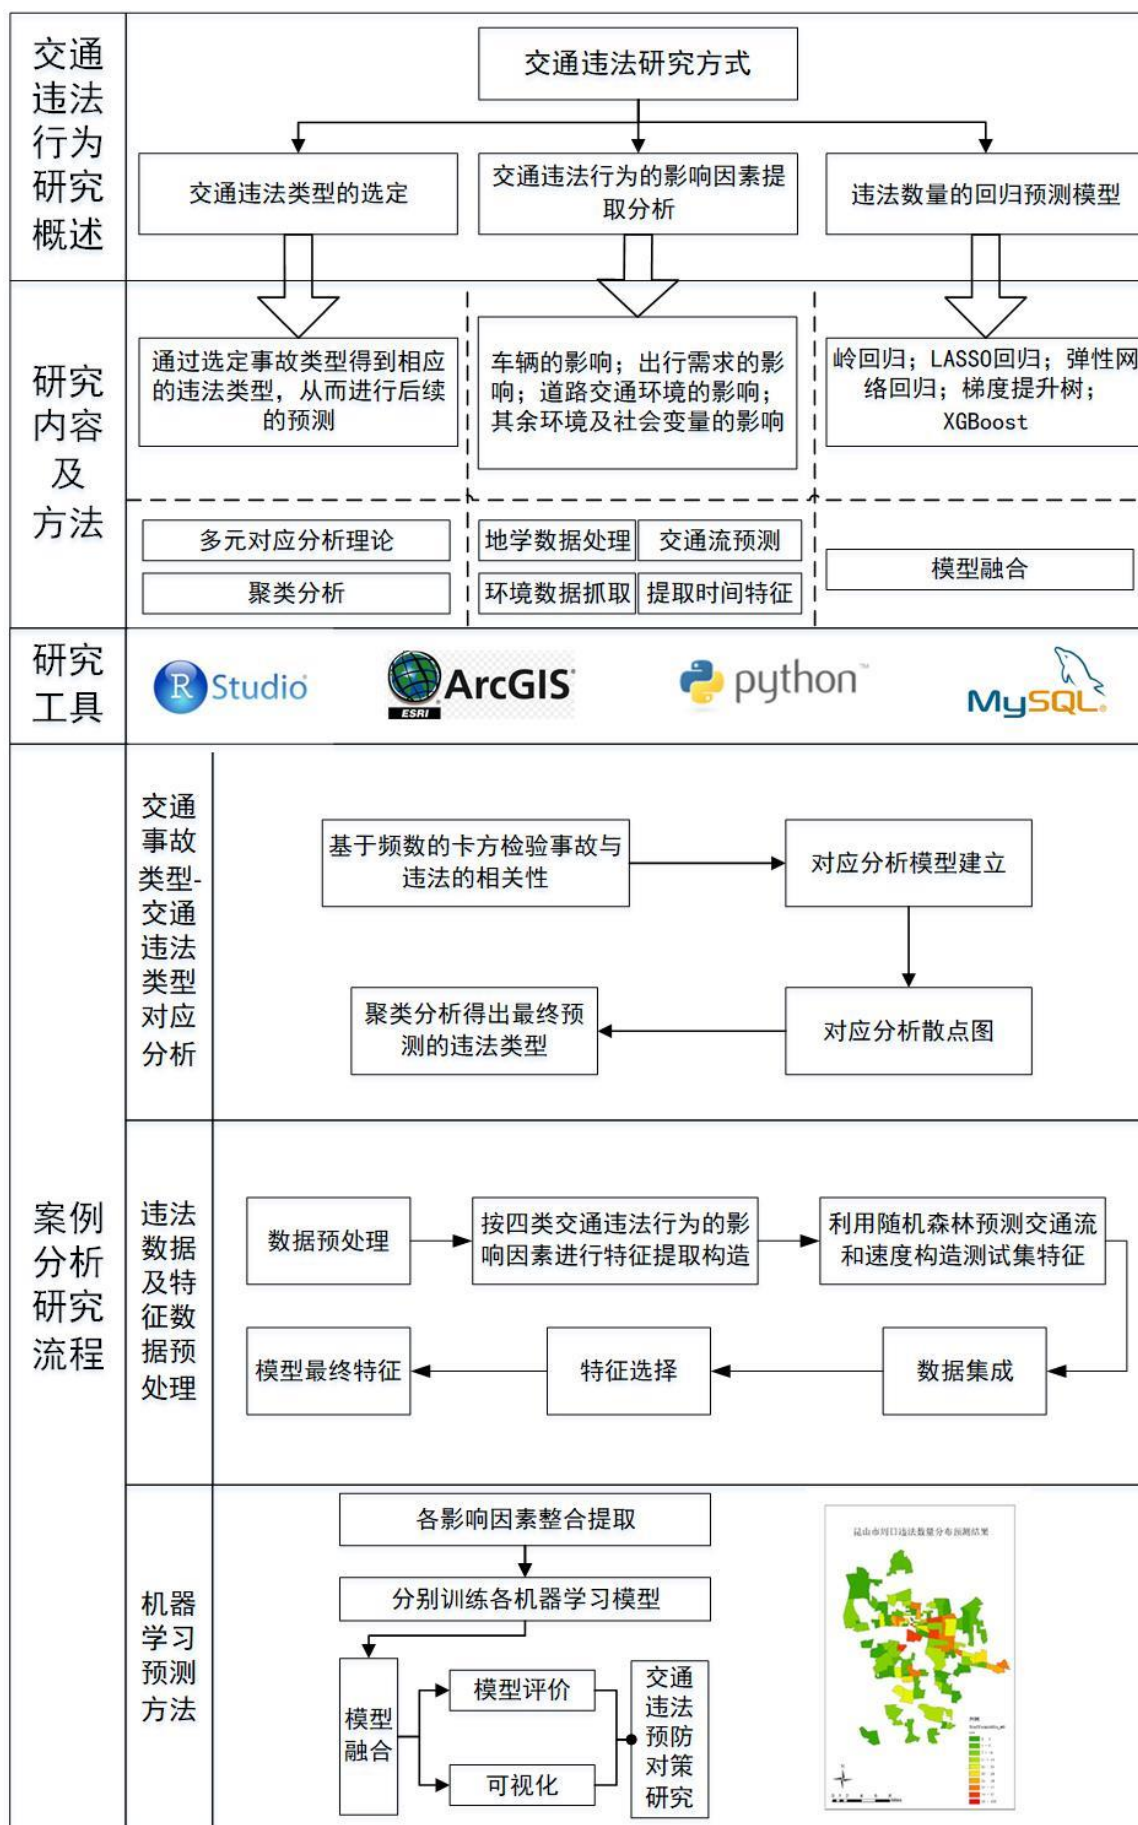 交通
违法
行为
研究
概述
交通违法研究方式
交通违法类型的选定
交通违法行为的影响因素提
取分析
违法数量的回归预测模型
研究
内容
及
方法
通过选定事故类型得到相应
的违法类型，从而进行后续
的预测
车辆的影响；出行需求的影
响；道路交通环境的影响；
其余环境及社会变量的影响
岭回归；LASSO回归；弹性网
络回归；梯度提升树；
XGBoost
多元对应分析理论
聚类分析
地学数据处理
交通流预测
环境数据抓取
提取时间特征
模型融合
研究
工具
R Studio
ArcGIS
ESRI
python™
MySQL®
案例
分析
研究
流程
交通
事故
类型-
交通
违法
类型
对应
分析
基于频数的卡方检验事故与
违法的相关性
对应分析模型建立
聚类分析得出最终预
测的违法类型
对应分析散点图
违法
数据
及特
征数
据预
处理
数据预处理
按四类交通违法行为的影
响因素进行特征提取构造
利用随机森林预测交通流
和速度构造测试集特征
模型最终特征
特征选择
数据集成
机器
学习
预测
方法
各影响因素整合提取
分别训练各机器学习模型
模型
融合
模型评价
可视化
交通
违法
预防
对策
研究
昆山市周日违法数量分布预测结果